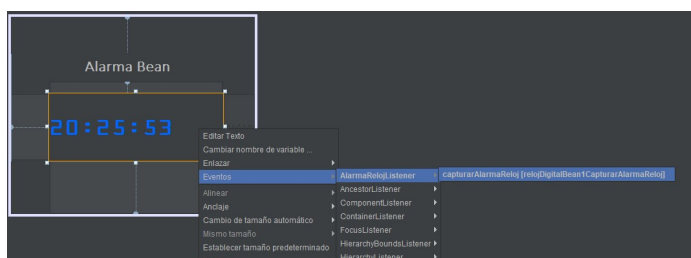 Alarma Bean
20:25:53
Editar Texto
Cambiar nombre de variable ...
Enlazar
Eventos
Alinear
Anclaje
Cambio de tamaño automático
Mismo tamaño
Establecer tamaño predeterminado
AlarmaRelojListener
AncestorListener
ComponentListener
ContainerListener
FocusListener
HierarchyBoundsListener
HierarchyListener
capturarAlarmaReloj [relojDigitalBean1CapturarAlarmaReloj]